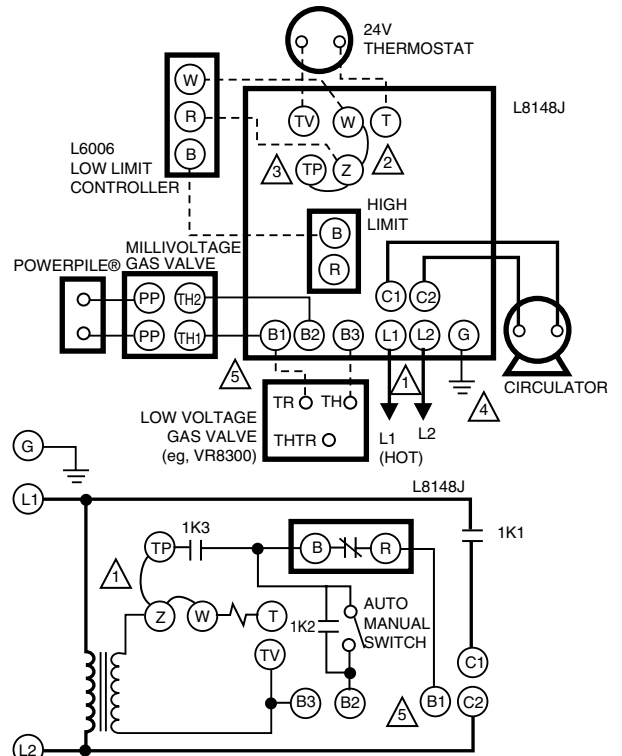 24V
THERMOSTAT
L8148J
W
R
B
L6006
LOW LIMIT
CONTROLLER
TV
W
T
3
TP
Z
2
HIGH
LIMIT
B
R
MILLIVOLTAGE
GAS VALVE
POWERPILE®
PP
TH2
PP
TH1
C1
C2
B1
B2
B3
L1
L2
G
5
1
4
CIRCULATOR
TR
TH
THTR
LOW VOLTAGE
GAS VALVE
(eg, VR8300)
L1
(HOT)
L2
G
L8148J
L1
1K3
1K1
TP
B
R
1
Z
W
T
1K2
AUTO
MANUAL
SWITCH
TV
C1
B3
B2
5
B1
C2
L2